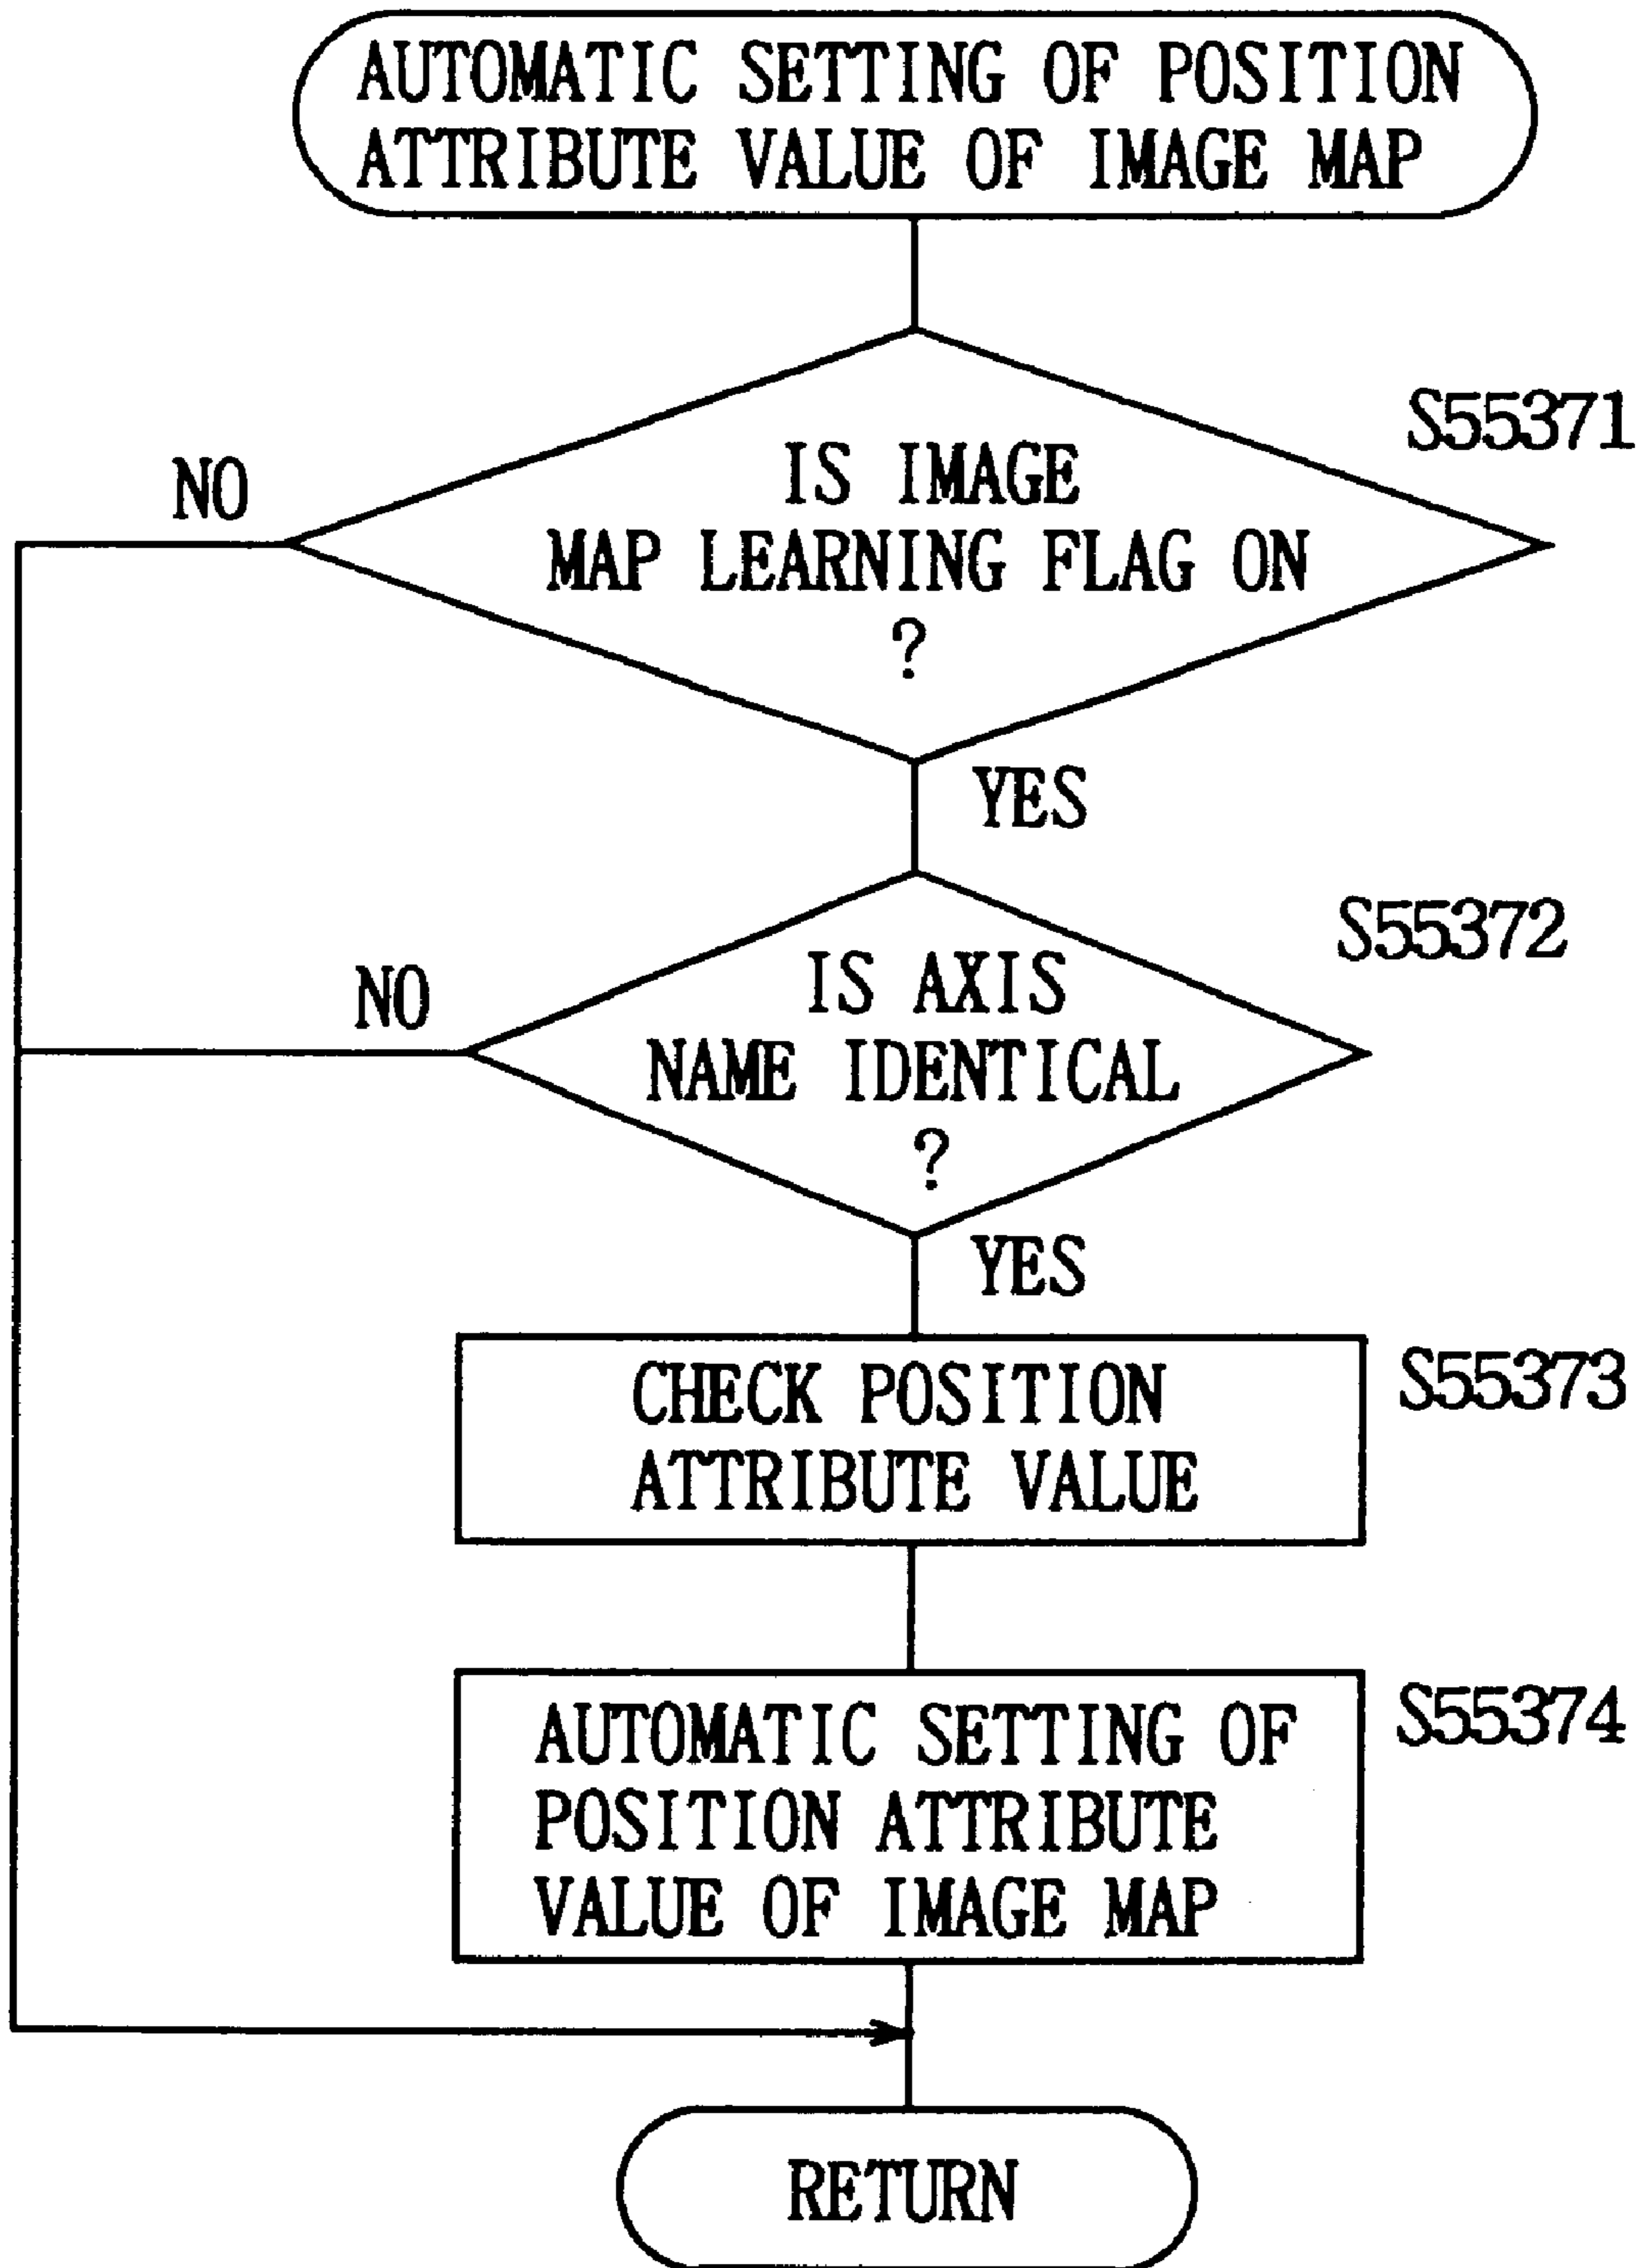 AUTOMATIC SETTING OF POSITION
ATTRIBUTE VALUE OF IMAGE MAP
S55371
IS IMAGE
MAP LEARNING FLAG ON
?
NO
YES
S55372
IS AXIS
NAME IDENTICAL
?
NO
YES
S55373
CHECK POSITION
ATTRIBUTE VALUE
S55374
AUTOMATIC SETTING OF
POSITION ATTRIBUTE
VALUE OF IMAGE MAP
RETURN